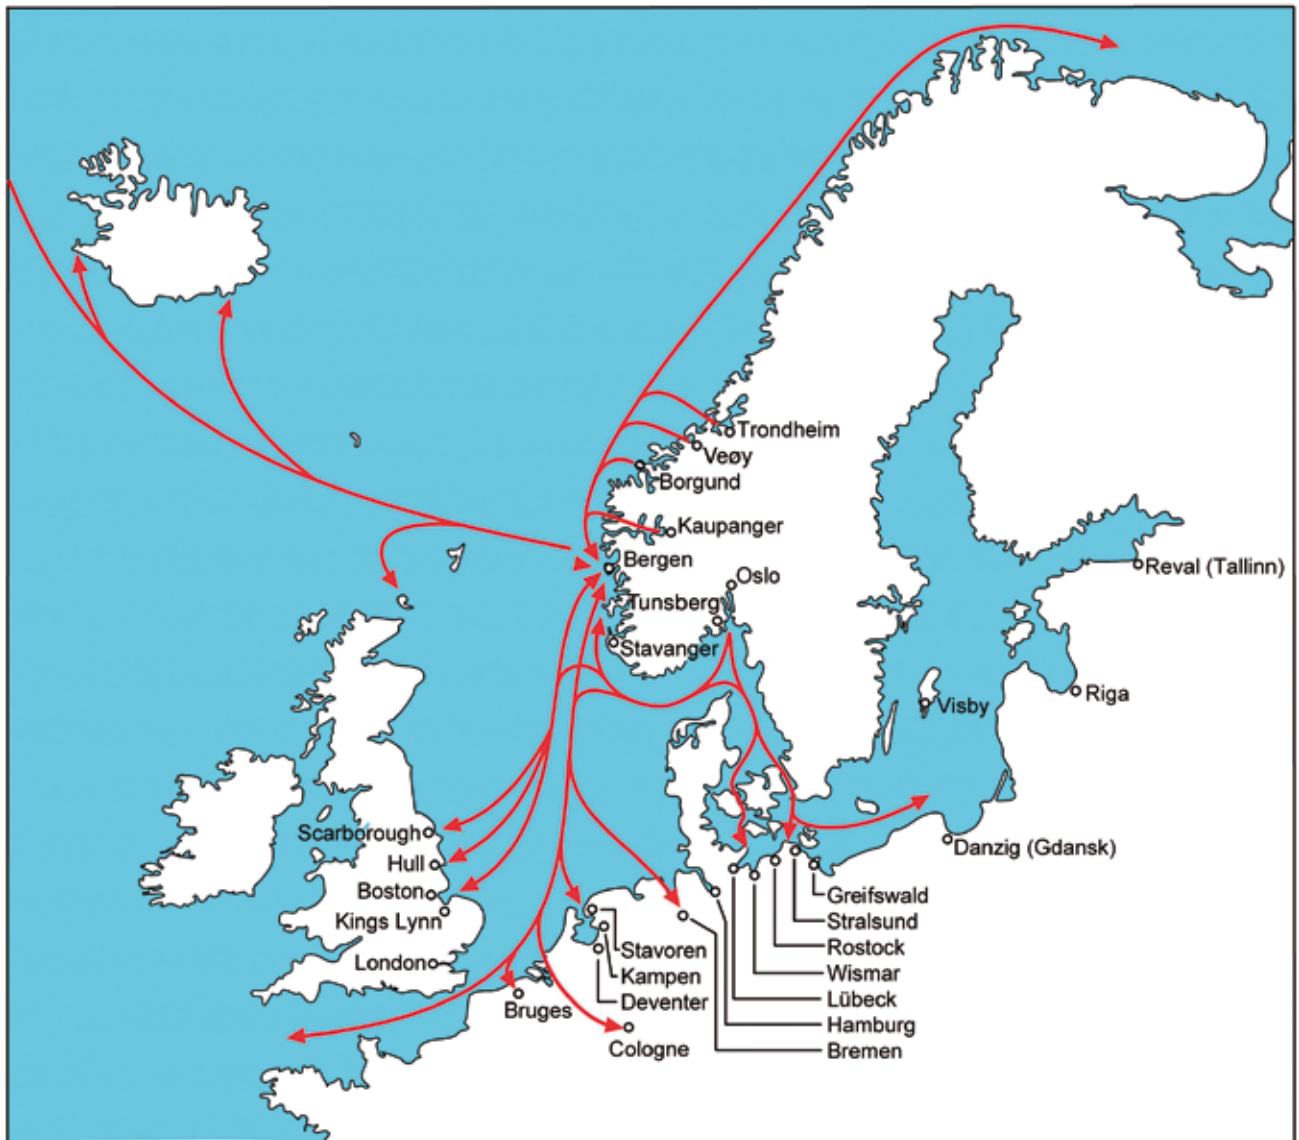 Trondheim
Veøy
Borgund
Kaupanger
Bergen
Reval (Tallinn)
Oslo
Tunsberg
Stavanger
Riga
Visby
Scarborough
Danzig (Gdansk)
Hull
Boston
Greifswald
Kings Lynn
Stralsund
Stavoren
Rostock
London
Kampen
Wismar
Deventer
Lübeck
Bruges
Hamburg
Cologne
Bremen